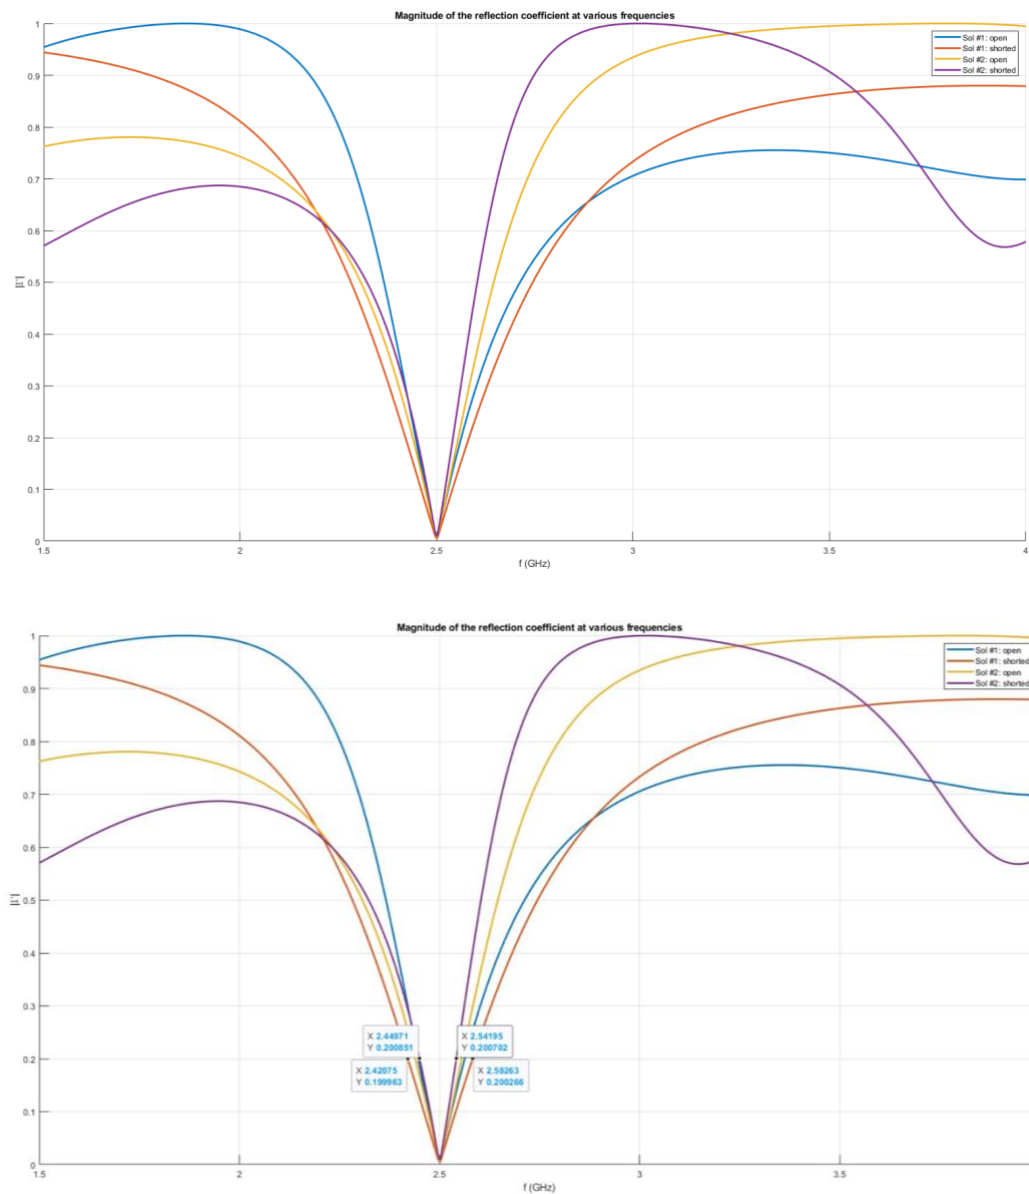 Magnitude of the reflection coefficient at various frequencies
1
0.9
0.8
0.7
0.6
0.5
0.4
0.3
0.2
0.1
0
|Γ|
Sol #1: open
Sol #1: shorted
Sol #2: open
Sol #2: shorted
1.5
2
2.5
3
3.5
4
f (GHz)
Magnitude of the reflection coefficient at various frequencies
1
0.9
0.8
0.7
0.6
0.5
0.4
0.3
0.2
0.1
0
|Γ|
Sol #1: open
Sol #1: shorted
Sol #2: open
Sol #2: shorted
X 2.44971
Y 0.200851
X 2.54195
Y 0.200702
X 2.42075
Y 0.199963
X 2.58263
Y 0.200266
1.5
2
2.5
3
3.5
f (GHz)